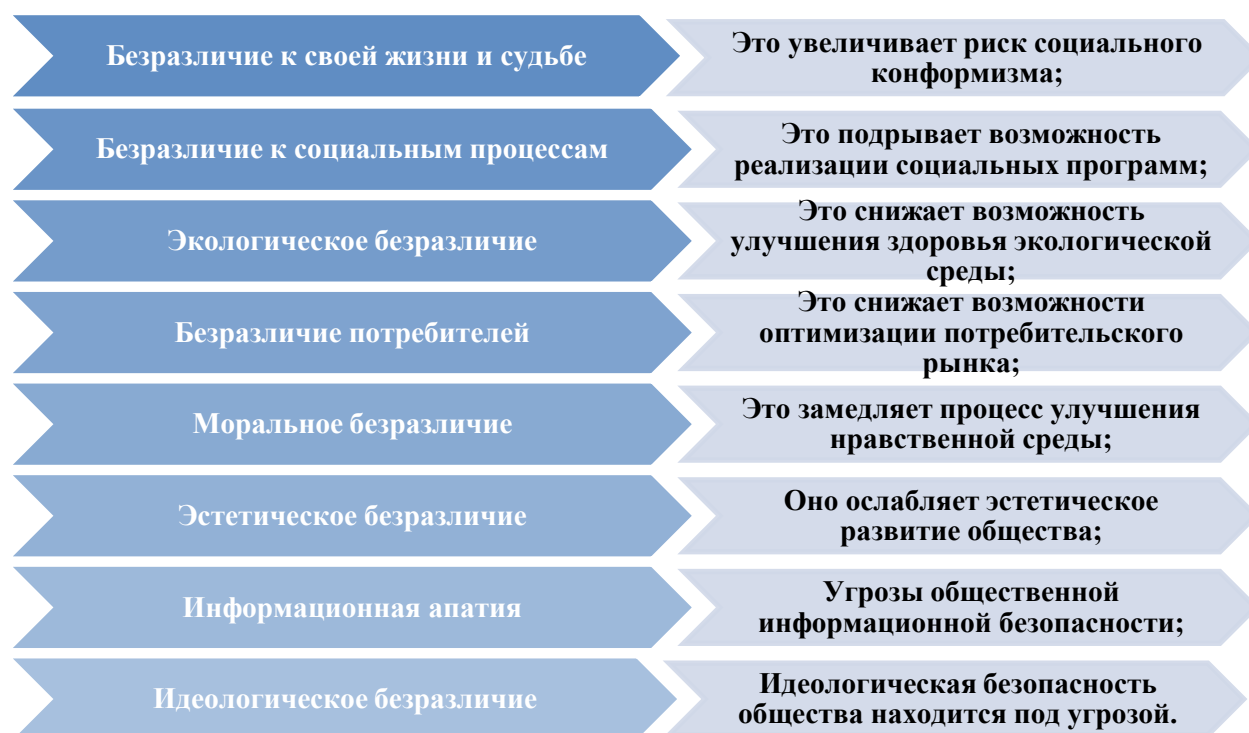 Безразличие к своей жизни и судьбе
Это увеличивает риск социального
конформизма;
Безразличие к социальным процессам
Это подрывает возможность
реализации социальных программ;
Экологическое безразличие
Это снижает возможность
улучшения здоровья экологической
среды;
Безразличие потребителей
Это снижает возможности
оптимизации потребительского
рынка;
Моральное безразличие
Это замедляет процесс улучшения
нравственной среды;
Эстетическое безразличие
Оно ослабляет эстетическое
развитие общества;
Информационная апатия
Угрозы общественной
информационной безопасности;
Идеологическое безразличие
Идеологическая безопасность
общества находится под угрозой.